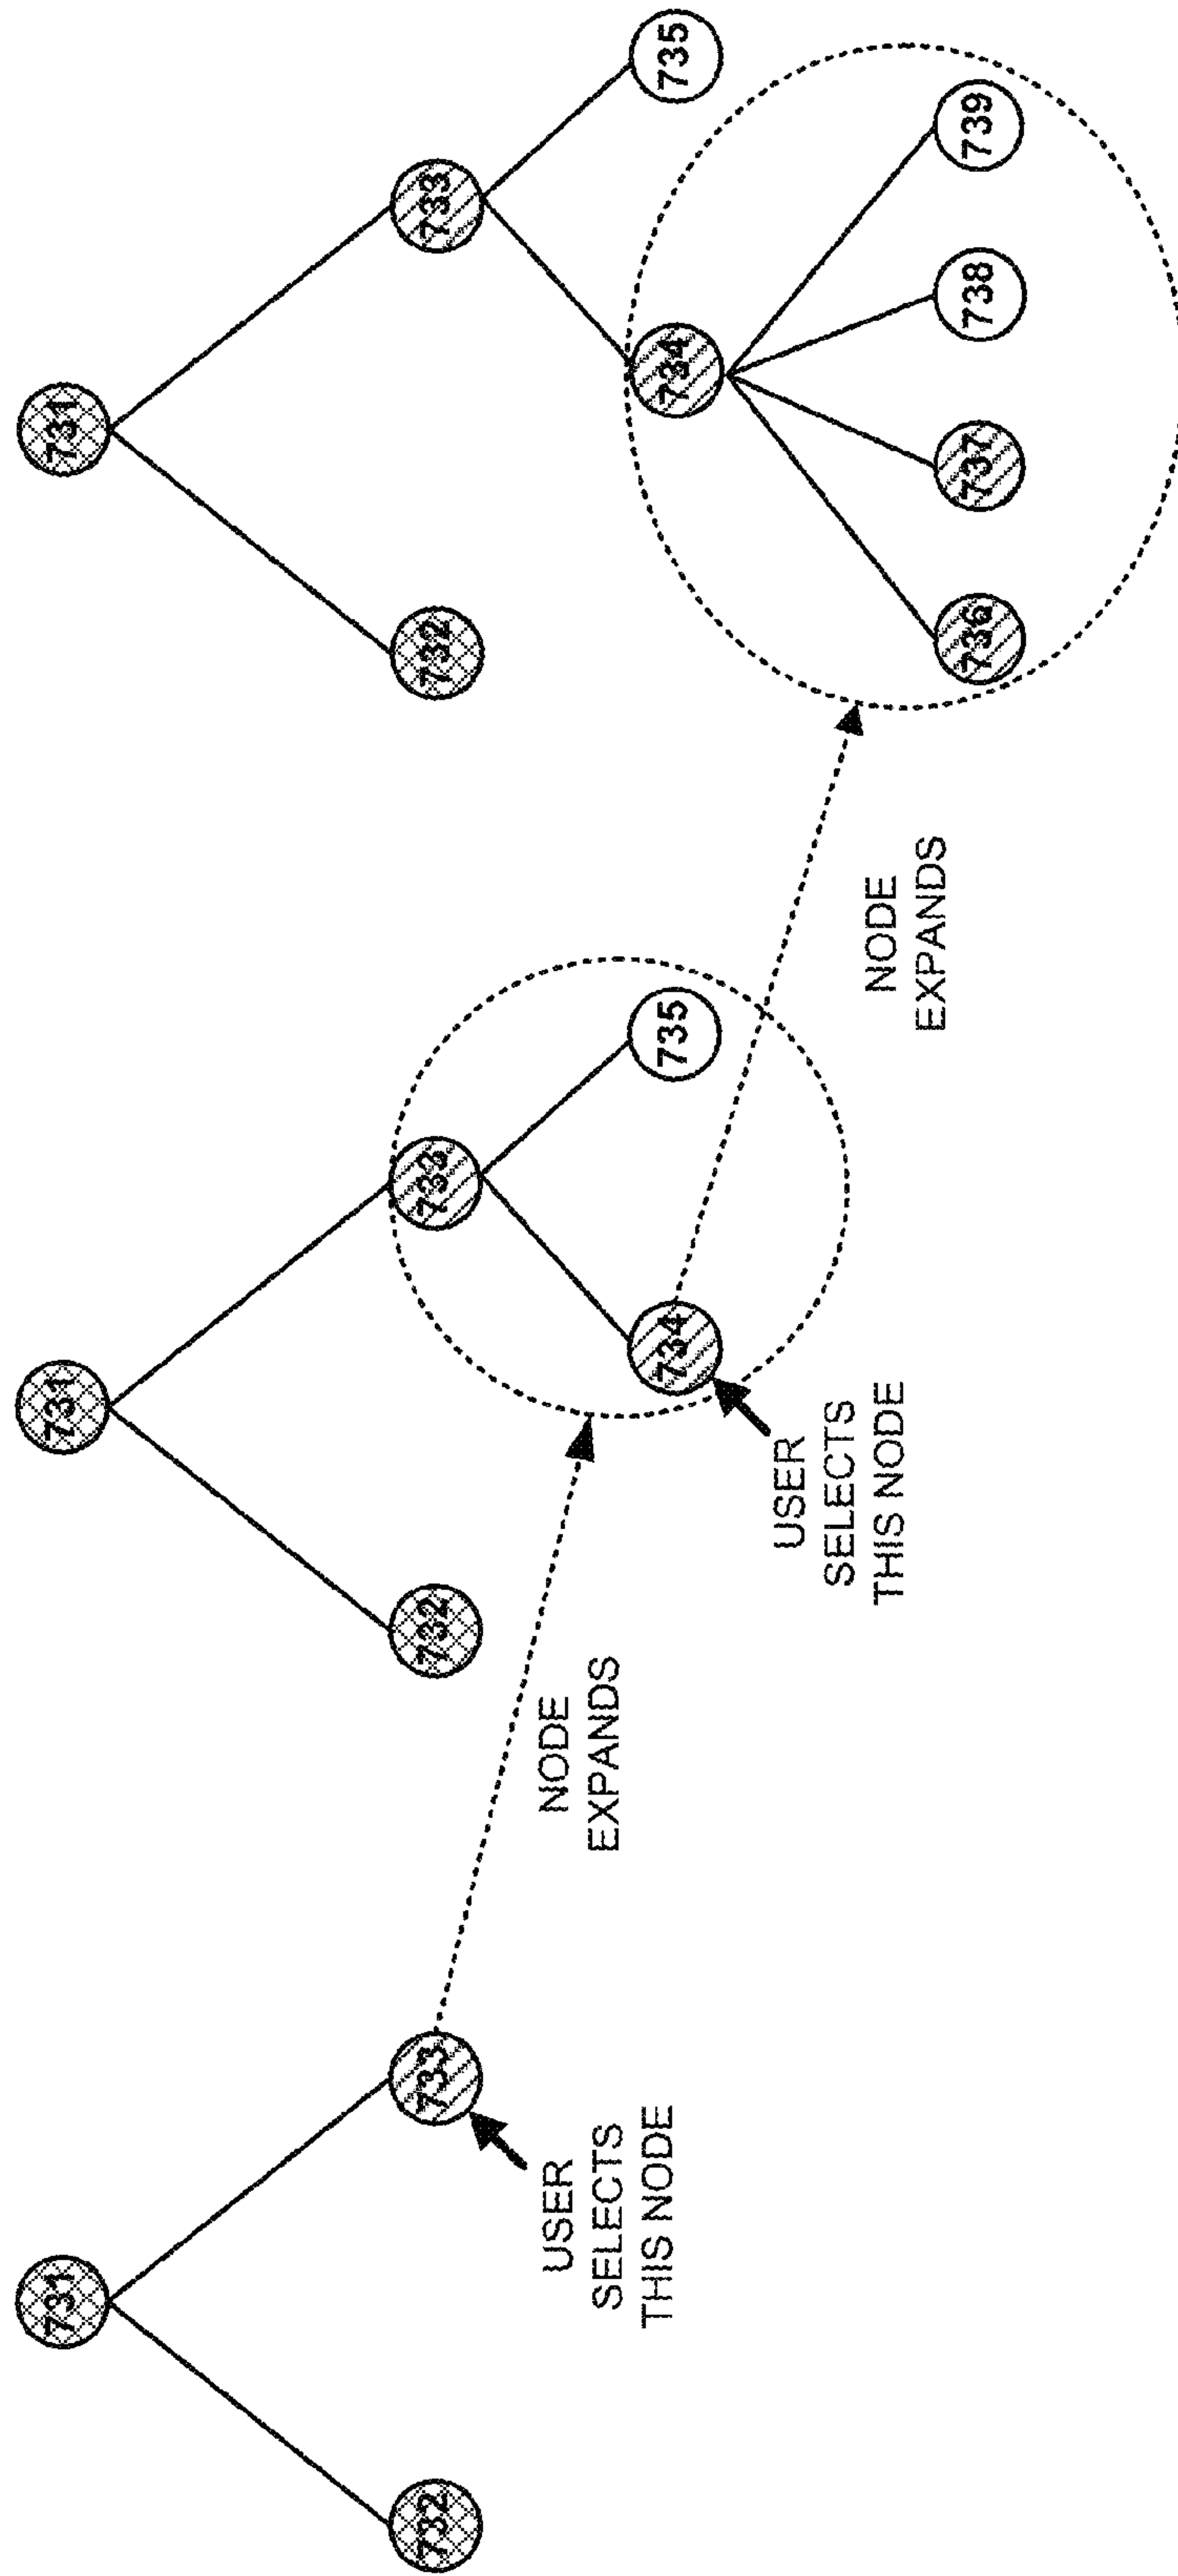 731
732
733
USER
SELECTS
THIS NODE
NODE
EXPANDS
731
732
733
734
735
USER
SELECTS
THIS NODE
NODE
EXPANDS
731
732
733
734
735
736
737
738
739